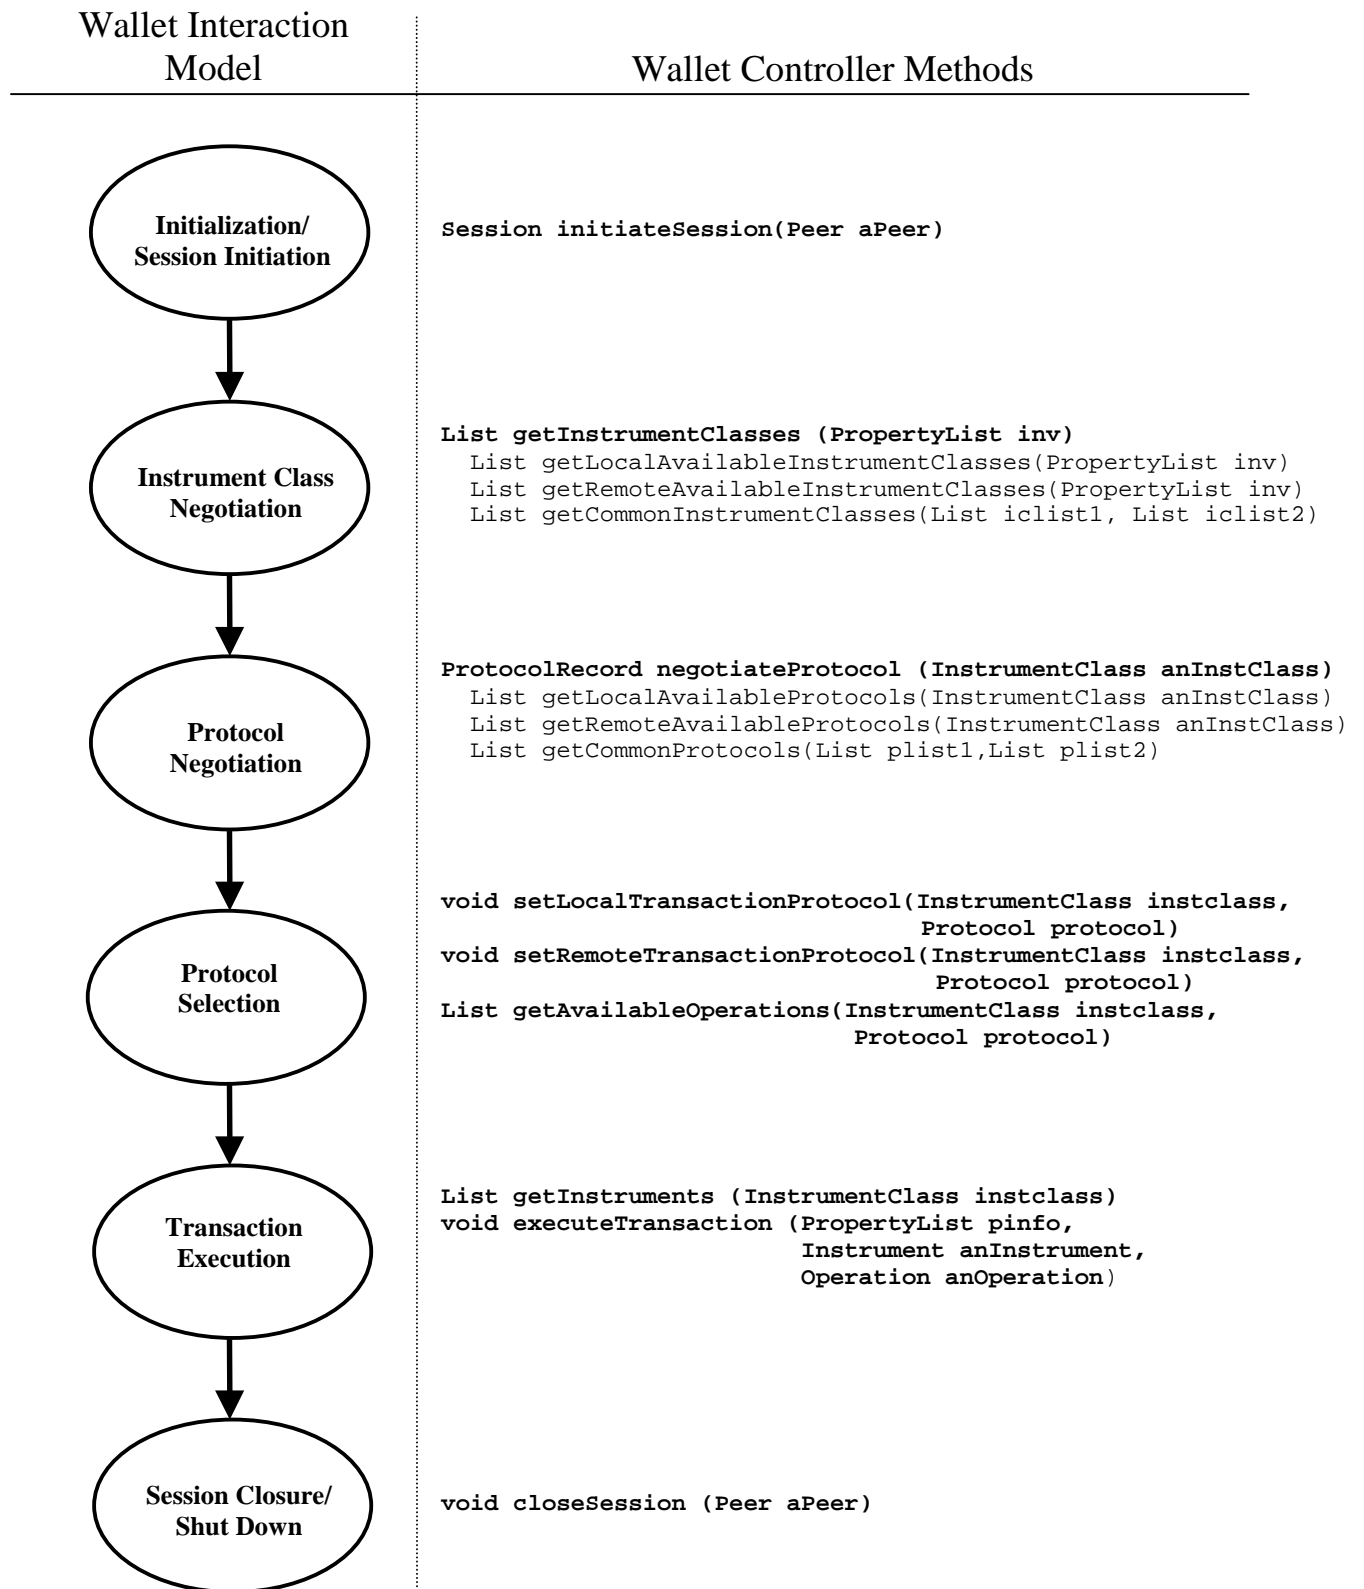 Wallet Interaction
Model
Wallet Controller Methods
Initialization/
Session Initiation
Session initiateSession(Peer aPeer)
Instrument Class
Negotiation
List getInstrumentClasses (PropertyList inv)
List getLocalAvailableInstrumentClasses(PropertyList inv)
List getRemoteAvailableInstrumentClasses(PropertyList inv)
List getCommonInstrumentClasses(List iclist1, List iclist2)
Protocol
Negotiation
ProtocolRecord negotiateProtocol (InstrumentClass anInstClass)
List getLocalAvailableProtocols(InstrumentClass anInstClass)
List getRemoteAvailableProtocols(InstrumentClass anInstClass)
List getCommonProtocols(List plist1,List plist2)
Protocol
Selection
void setLocalTransactionProtocol(InstrumentClass instclass,
Protocol protocol)
void setRemoteTransactionProtocol(InstrumentClass instclass,
Protocol protocol)
List getAvailableOperations(InstrumentClass instclass,
Protocol protocol)
Transaction
Execution
List getInstruments (InstrumentClass instclass)
void executeTransaction (PropertyList pinfo,
Instrument anInstrument,
Operation anOperation)
Session Closure/
Shut Down
void closeSession (Peer aPeer)